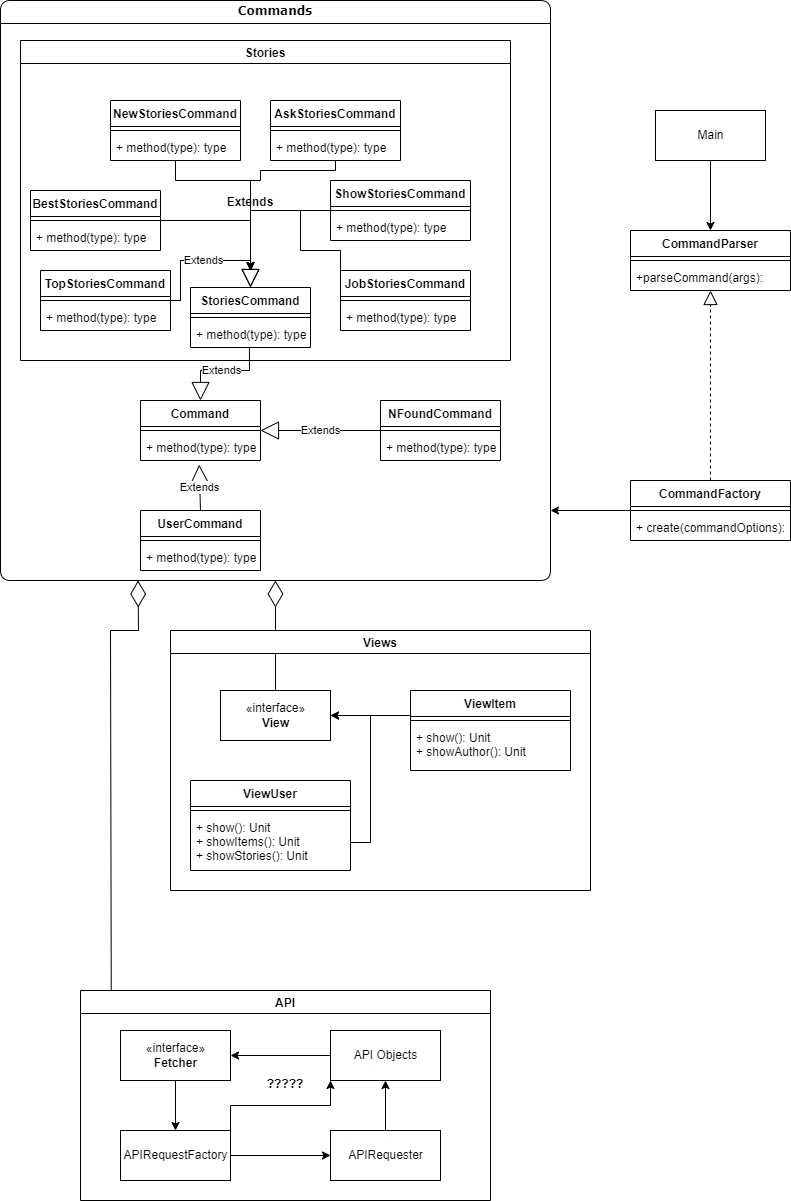 Commands
Stories
NewStoriesCommand
+ method(type): type
AskStoriesCommand
+ method(type): type
BestStoriesCommand
+ method(type): type
Extends
ShowStoriesCommand
+ method(type): type
TopStoriesCommand
+ method(type): type
Extends
StoriesCommand
+ method(type): type
JobStoriesCommand
+ method(type): type
Extends
Command
+ method(type): type
Extends
NFoundCommand
+ method(type): type
Extends
UserCommand
+ method(type): type
Main
CommandParser
+parseCommand(args):
CommandFactory
+ create(commandOptions):
Views
«interface»
View
ViewItem
+ show(): Unit
+ showAuthor(): Unit
ViewUser
+ show(): Unit
+ showItems(): Unit
+ showStories(): Unit
API
«interface»
Fetcher
API Objects
?????
APIRequestFactory
APIRequester